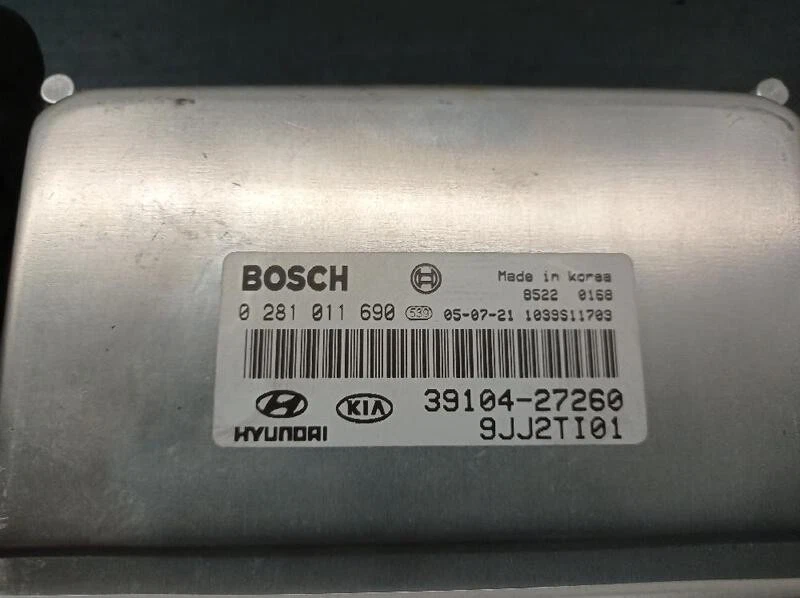 BOSCH Made in korea
8522 0168
0 281 011 690 539 05-07-21 1039S11703
HYUNDAI KIA 39104-27260
9JJ2TI01